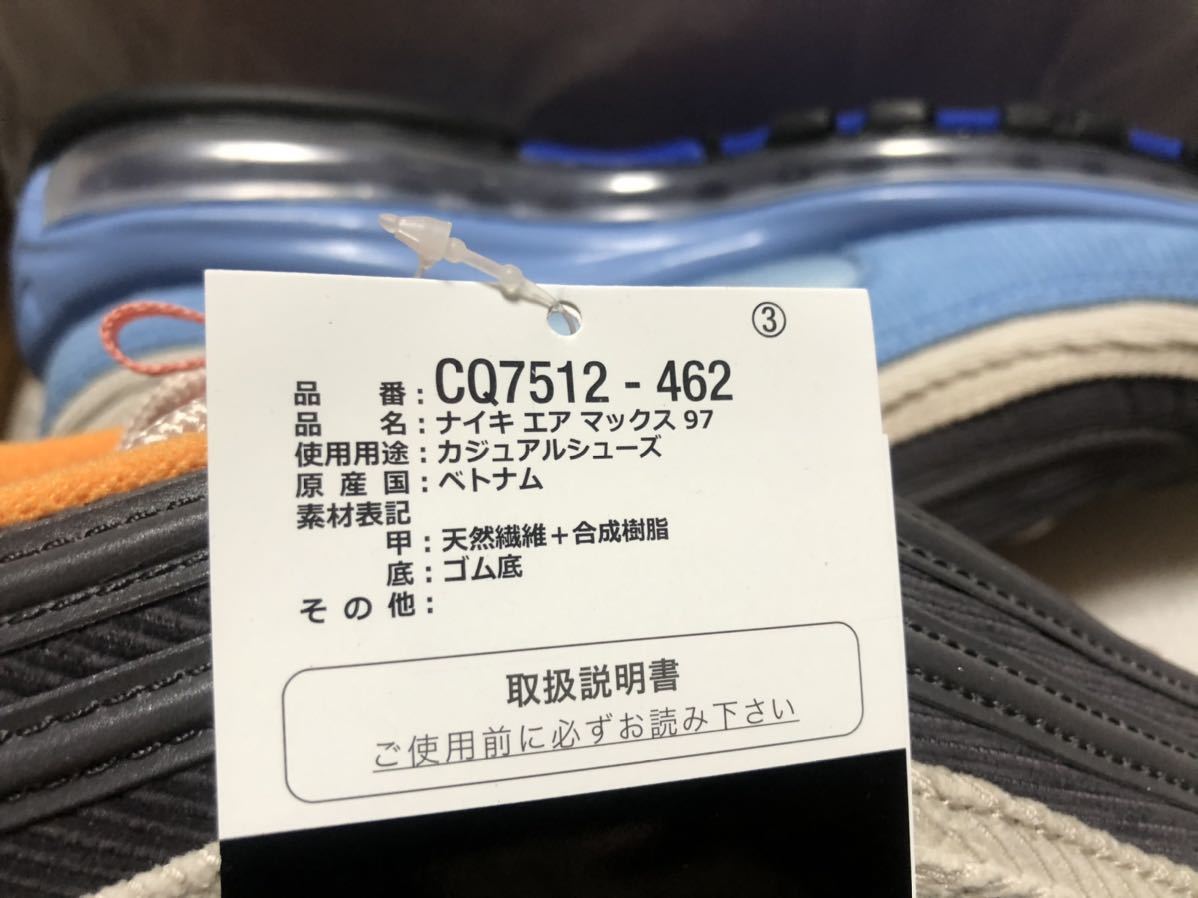 ③
品番：CQ7512 - 462
品名：ナイキ エア マックス 97
使用用途：カジュアルシューズ
原産国：ベトナム
素材表記
甲：天然繊維＋合成樹脂
底：ゴム底
その他：
取扱説明書
ご使用前に必ずお読み下さい